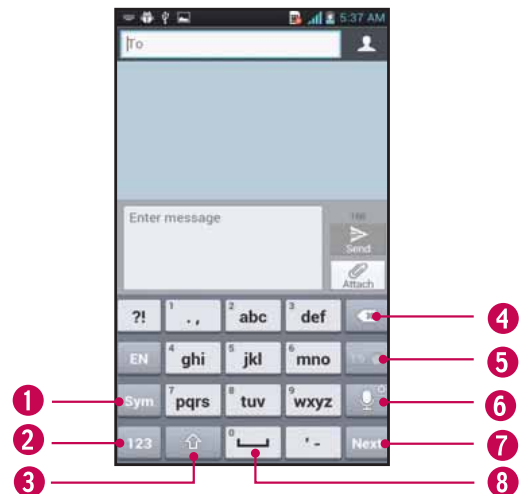 5:37 AM
To
Enter message
160
Send
Attach
?! 1 ., 2 abc 3 def 4
EN 4 ghi 5 jkl 6 mno 5
1 Sym 7 pqrs 8 tuv 9 wxyz 6
2 123 0 '- Next 7
3 8